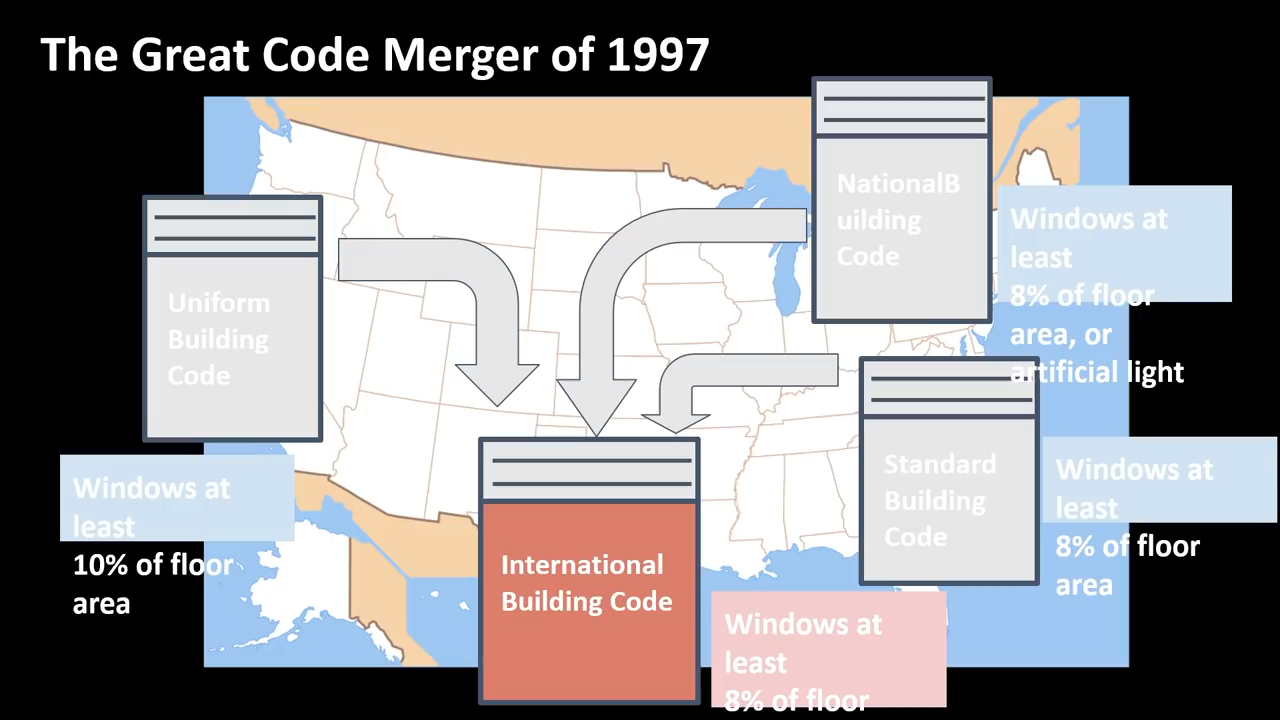 The Great Code Merger of 1997
NationalB
uilding
Code
Windows at
least
8% of floor
area, or
artificial light
Uniform
Building
Code
Windows at
least
10% of floor
area
Standard
Building
Code
Windows at
least
8% of floor
area
International
Building Code
Windows at
least
8% of floor